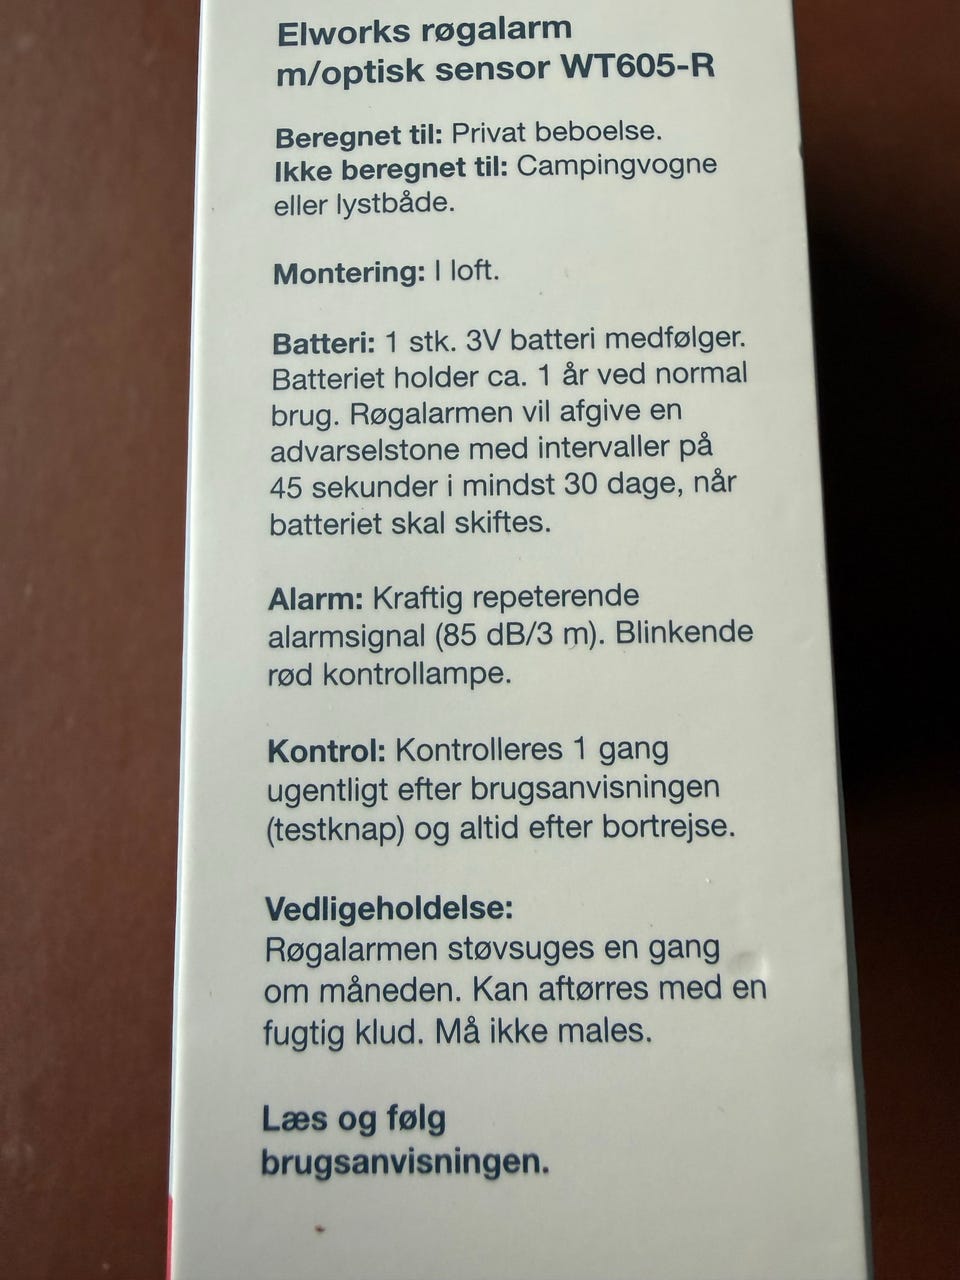 Elworks røgalarm
m/optisk sensor WT605-R
Beregnet til: Privat beboelse.
Ikke beregnet til: Campingvogne
eller lystbåde.
Montering: I loft.
Batteri: 1 stk. 3V batteri medfølger.
Batteriet holder ca. 1 år ved normal
brug. Røgalarmen vil afgive en
advarselstone med intervaller på
45 sekunder i mindst 30 dage, når
batteriet skal skiftes.
Alarm: Kraftig repeterende
alarmsignal (85 dB/3 m). Blinkende
rød kontrollampe.
Kontrol: Kontrolleres 1 gang
ugentligt efter brugsanvisningen
(testknap) og altid efter bortrejse.
Vedligeholdelse:
Røgalarmen støvsuges en gang
om måneden. Kan aftørres med en
fugtig klud. Må ikke males.
Læs og følg
brugsanvisningen.